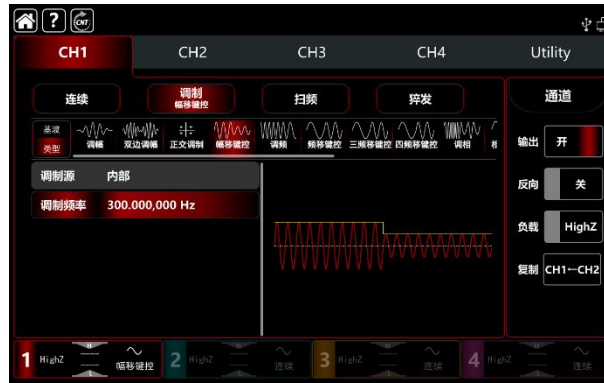 ? CNT
CH1 CH2 CH3 CH4 Utility
连续 调制 扫频 猝发 通道
幅移键控
基波
类型 调幅 双边调幅 正交调制 幅移键控 调频 频移键控 三频移键控 四频移键控 调相
输出 开
调制源 内部
反向 关
调制频率 300.000,000 Hz
负载 HighZ
复制 CH1←CH2
1 HighZ 幅移键控 2 HighZ 连续 3 HighZ 连续 4 HighZ 连续